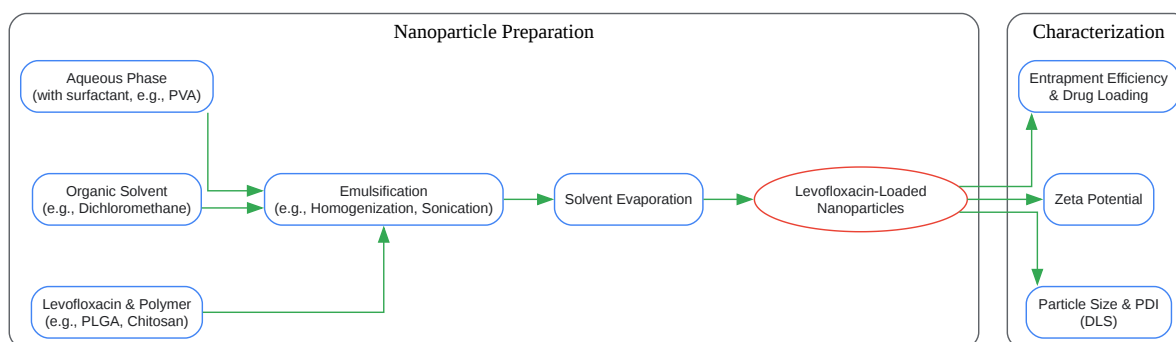 Nanoparticle Preparation
Aqueous Phase
(with surfactant, e.g., PVA)
Organic Solvent
(e.g., Dichloromethane)
Levofloxacin & Polymer
(e.g., PLGA, Chitosan)
Emulsification
(e.g., Homogenization, Sonication)
Solvent Evaporation
Levofloxacin-Loaded
Nanoparticles
Characterization
Entrapment Efficiency
& Drug Loading
Zeta Potential
Particle Size & PDI
(DLS)